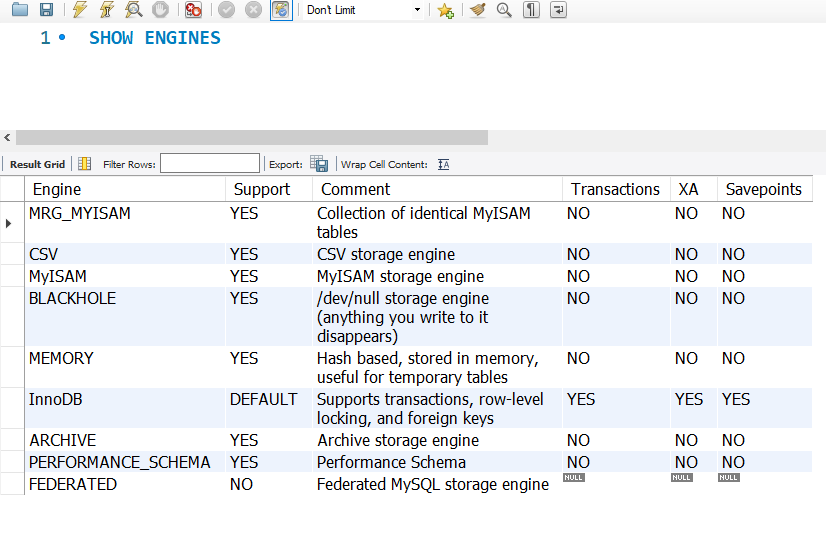 Don't Limit
1 SHOW ENGINES
Result Grid Filter Rows: Export: Wrap Cell Content:
Engine Support Comment Transactions XA Savepoints
MRG_MYISAM YES Collection of identical MyISAM NO NO NO
tables
CSV YES CSV storage engine NO NO NO
MyISAM YES MyISAM storage engine NO NO NO
BLACKHOLE YES /dev/null storage engine NO NO NO
(anything you write to it
disappears)
MEMORY YES Hash based, stored in memory, NO NO NO
useful for temporary tables
InnoDB DEFAULT Supports transactions, row-level YES YES YES
locking, and foreign keys
ARCHIVE YES Archive storage engine NO NO NO
PERFORMANCE_SCHEMA YES Performance Schema NO NO NO
FEDERATED NO Federated MySQL storage engine NULL NULL NULL